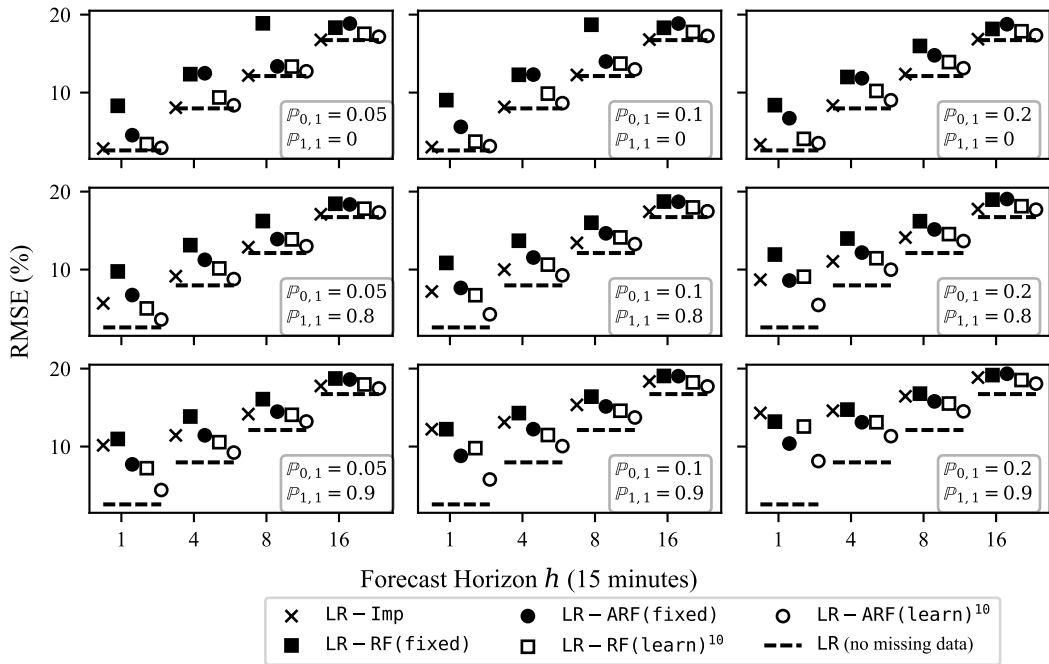 20
10
ℙ0,1 = 0.05
ℙ1,1 = 0
ℙ0,1 = 0.1
ℙ1,1 = 0
ℙ0,1 = 0.2
ℙ1,1 = 0
20
10
ℙ0,1 = 0.05
ℙ1,1 = 0.8
ℙ0,1 = 0.1
ℙ1,1 = 0.8
ℙ0,1 = 0.2
ℙ1,1 = 0.8
RMSE (%)
20
10
ℙ0,1 = 0.05
ℙ1,1 = 0.9
ℙ0,1 = 0.1
ℙ1,1 = 0.9
ℙ0,1 = 0.2
ℙ1,1 = 0.9
1 4 8 16 1 4 8 16 1 4 8 16
Forecast Horizon h (15 minutes)
LR−Imp LR−ARF(fixed) LR−ARF(learn)¹⁰
LR−RF(fixed) LR−RF(learn)¹⁰ LR (no missing data)